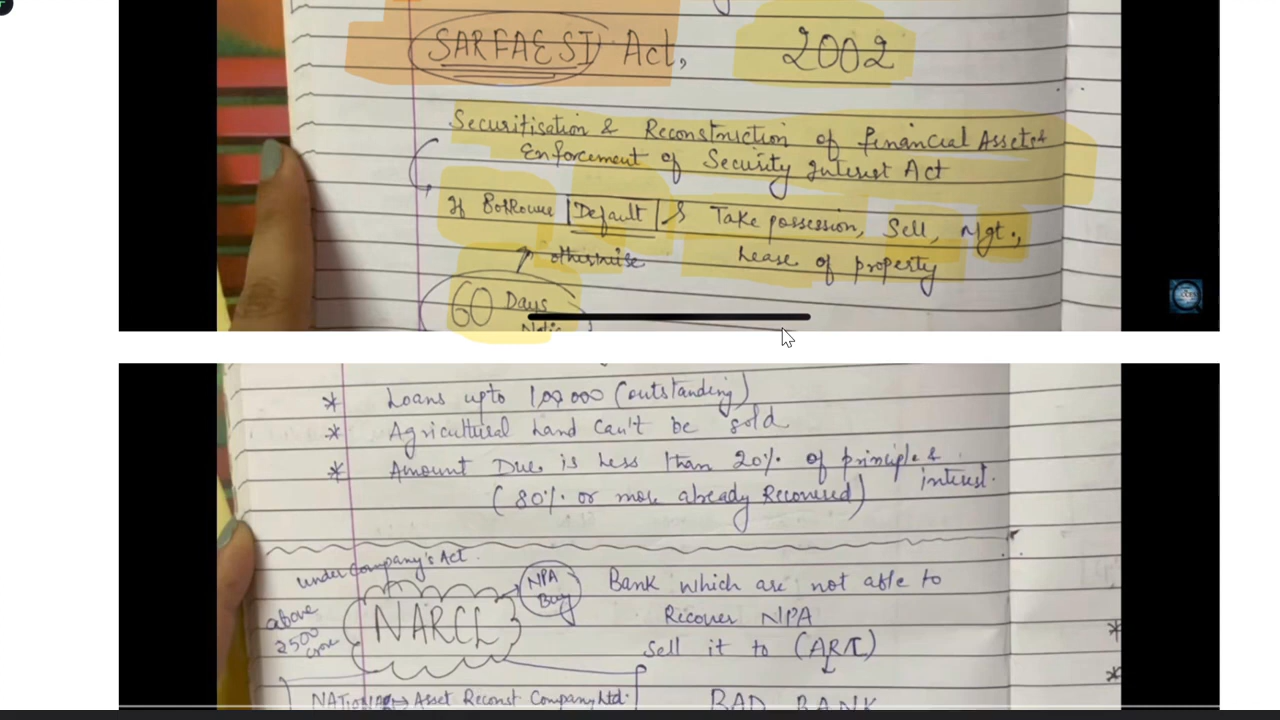 SARFAESI Act, 2002
Securitisation & Reconstruction of financial Assets &
Enforcement of Security Interest Act
If Borrower Default Take possession, Sell, Mgt.,
otherwise Lease of property
60 Days
* Loans upto 1,00,000 (outstanding)
* Agricultural Land can't be sold
* Amount Due is Less than 20% of principle &
interest.
(80% or more already Recovered)
under Company's Act.
above
2500
crore
NARCL
NPA
Buy
Bank which are not able to
Recover NPA
Sell it to (ARC)
Asset Reconst Company Ltd.
BAD BANK
*
*